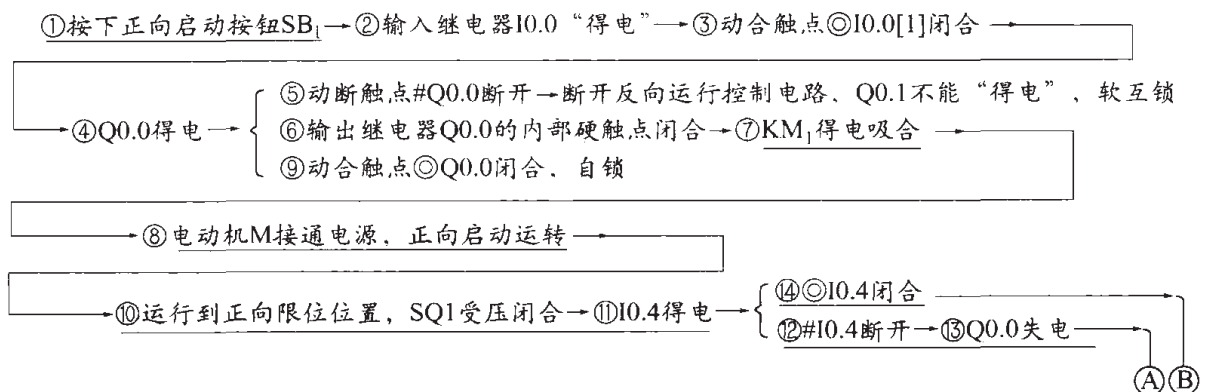 ①按下正向启动按钮SB₁→②输入继电器I0.0“得电”→③动合触点◎I0.0[1]闭合
⑤动断触点#Q0.0断开→断开反向运行控制电路、Q0.1不能“得电”、软互锁
→④Q0.0得电→
⑥输出继电器Q0.0的内部硬触点闭合→⑦KM₁得电吸合
⑨动合触点◎Q0.0闭合、自锁
→⑧电动机M接通电源，正向启动运转
⑭◎I0.4闭合
→⑩运行到正向限位位置，SQ1受压闭合→⑪I0.4得电→
⑫#I0.4断开→⑬Q0.0失电
Ⓐ Ⓑ